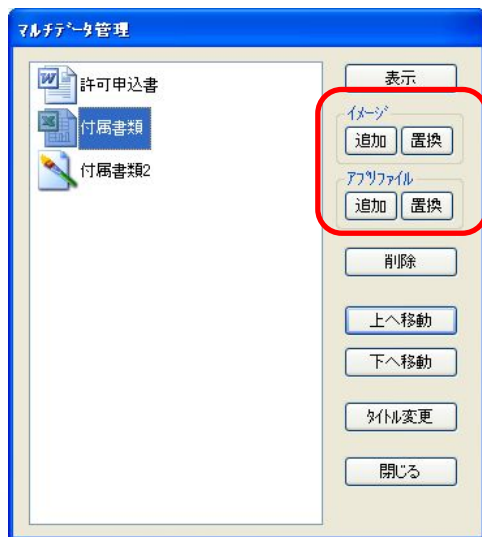 マルチデータ管理
許可申込書
付属書類
付属書類2
表示
イメージ
追加 置換
アプリファイル
追加 置換
削除
上へ移動
下へ移動
タイトル変更
閉じる